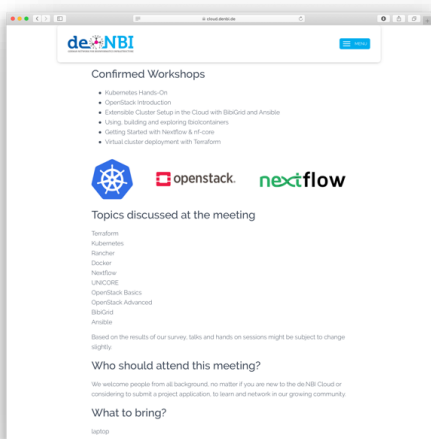 cloud.denbi.de
de NBI
MENU
Confirmed Workshops
Kubernetes Hands-On
OpenStack Introduction
Extensible Cluster Setup in the Cloud with BibiGrid and Ansible
Using, building and exploring (bio)containers
Getting Started with Nextflow & nf-core
Virtual cluster deployment with Terraform
openstack.
nextflow
Topics discussed at the meeting
Terraform
Kubernetes
Rancher
Docker
Nextflow
UNICORE
OpenStack Basics
OpenStack Advanced
BibiGrid
Ansible
Based on the results of our survey, talks and hands on sessions might be subject to change
slightly.
Who should attend this meeting?
We welcome people from all background, no matter if you are new to the de.NBI Cloud or
considering to submit a project application, to learn and network in our growing community.
What to bring?
laptop